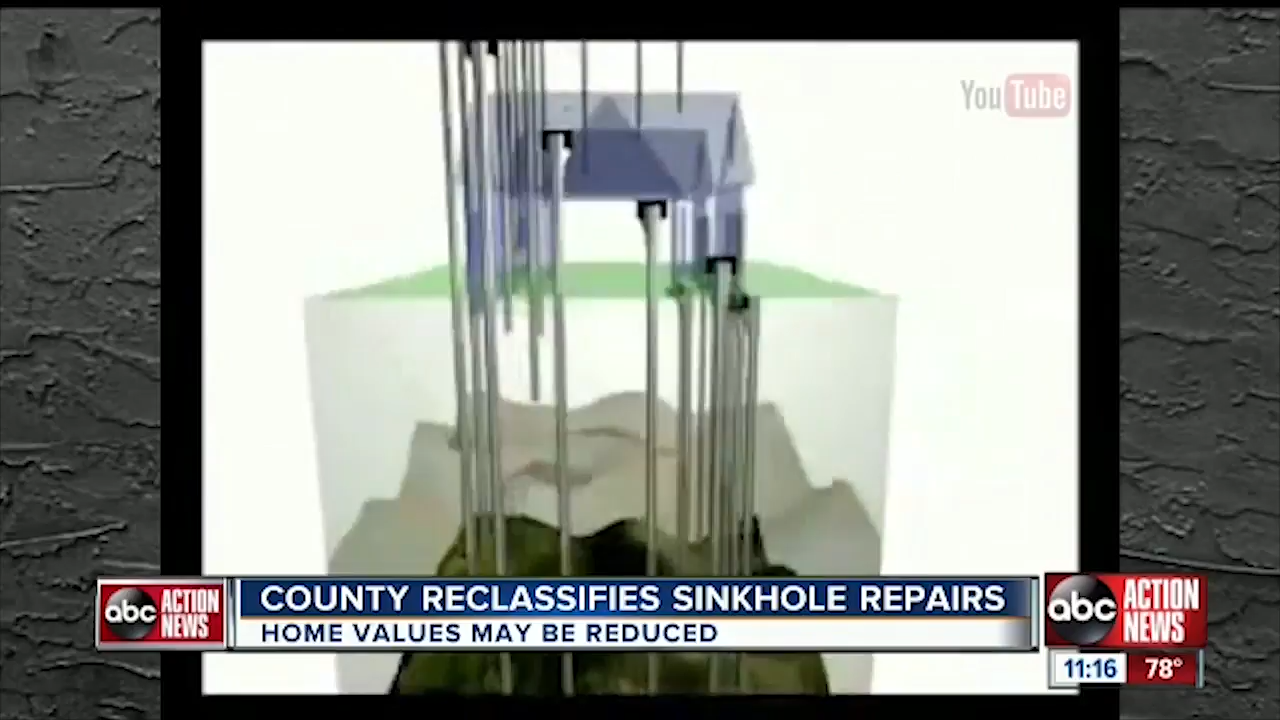 YouTube
COUNTY RECLASSIFIES SINKHOLE REPAIRS
HOME VALUES MAY BE REDUCED
abc ACTION NEWS
abc ACTION NEWS
11:16 78°